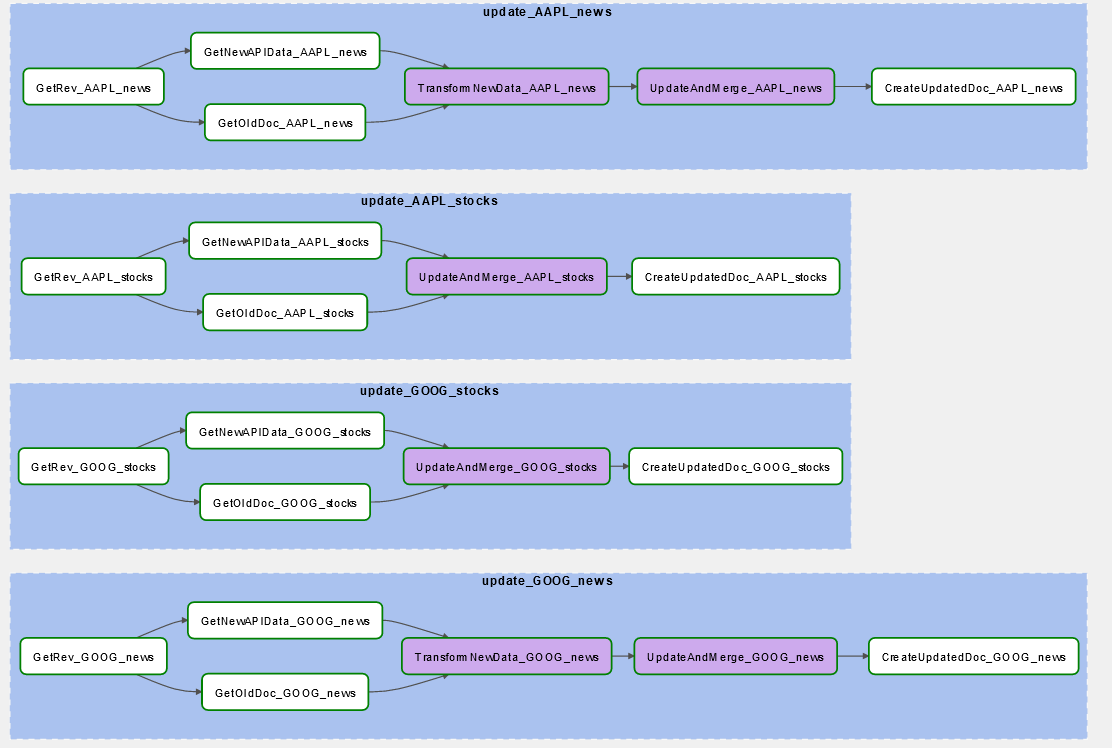 update_AAPL_news
GetNewAPIData_AAPL_news
GetRev_AAPL_news
TransformNewData_AAPL_news
UpdateAndMerge_AAPL_news
CreateUpdatedDoc_AAPL_news
GetOldDoc_AAPL_news
update_AAPL_stocks
GetNewAPIData_AAPL_stocks
GetRev_AAPL_stocks
UpdateAndMerge_AAPL_stocks
CreateUpdatedDoc_AAPL_stocks
GetOldDoc_AAPL_stocks
update_GOOG_stocks
GetNewAPIData_GOOG_stocks
GetRev_GOOG_stocks
UpdateAndMerge_GOOG_stocks
CreateUpdatedDoc_GOOG_stocks
GetOldDoc_GOOG_stocks
update_GOOG_news
GetNewAPIData_GOOG_news
GetRev_GOOG_news
TransformNewData_GOOG_news
UpdateAndMerge_GOOG_news
CreateUpdatedDoc_GOOG_news
GetOldDoc_GOOG_news